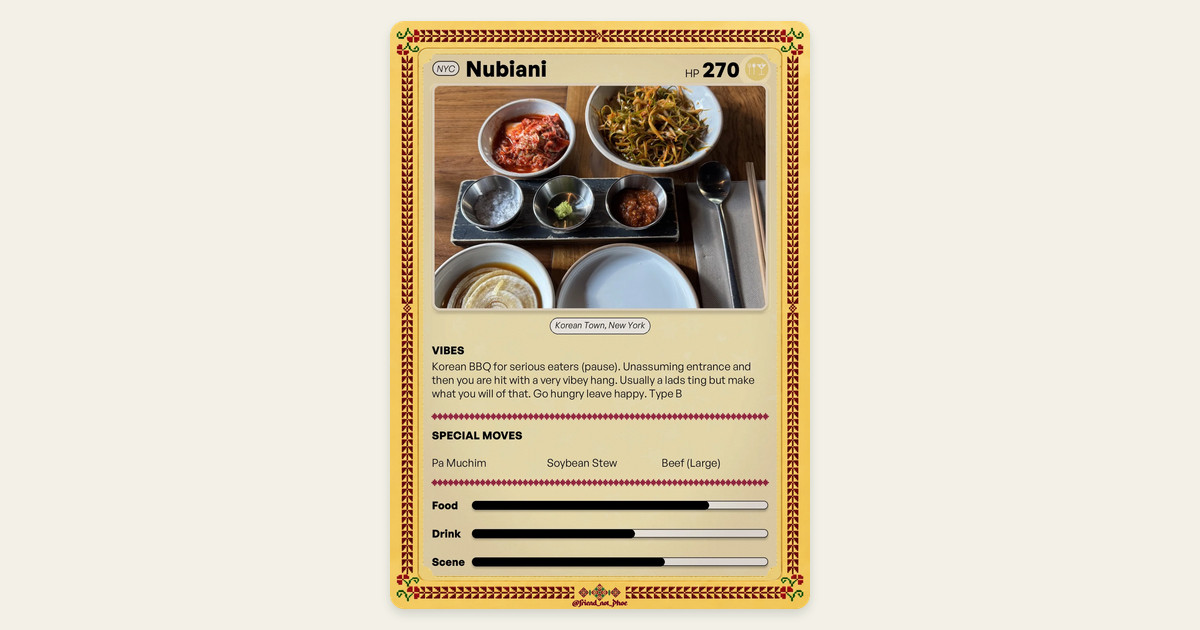 NYC Nubiani HP 270
Korean Town, New York
VIBES
Korean BBQ for serious eaters (pause). Unassuming entrance and
then you are hit with a very vibey hang. Usually a lads ting but make
what you will of that. Go hungry leave happy. Type B
SPECIAL MOVES
Pa Muchim Soybean Stew Beef (Large)
Food
Drink
Scene
@friend_not_phoe